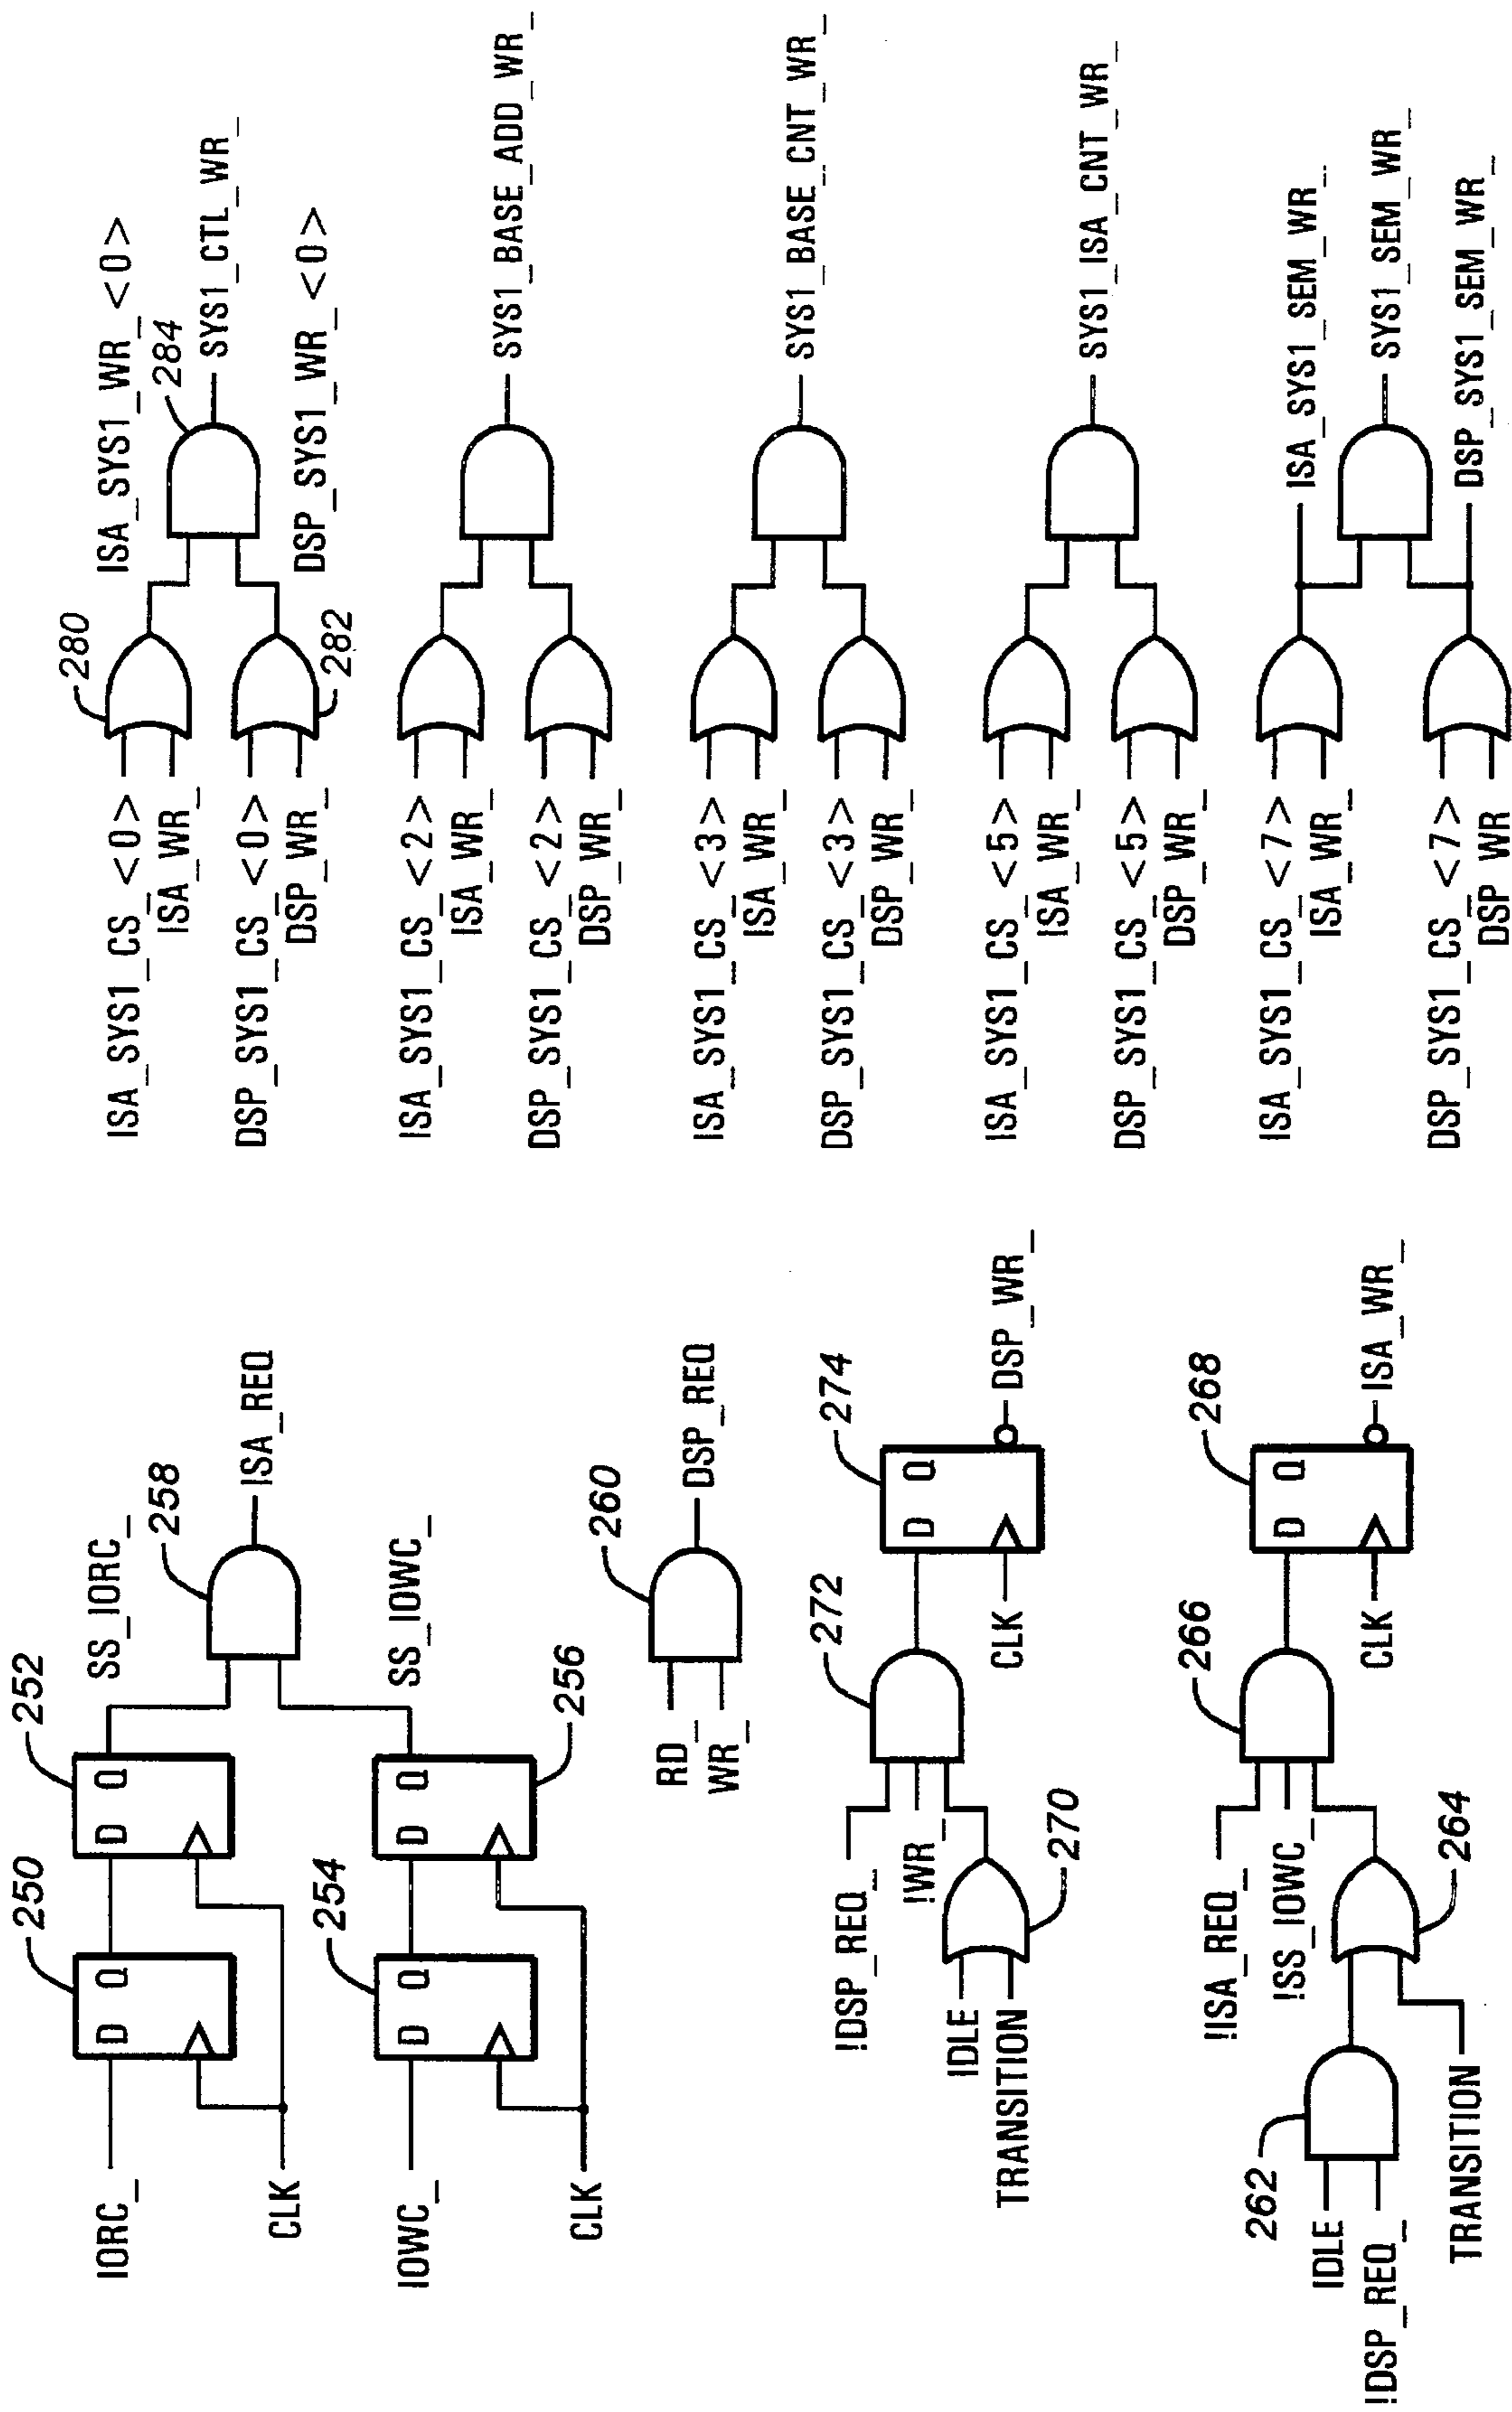 IORC_
250
252
SS_IORC_
258
ISA_REQ
CLK
IOWC_
254
256
SS_IOWC_
D Q
D Q
D Q
D Q
CLK
RD_
WR_
260
DSP_REQ
!DSP_REQ_
!WR_
IDLE
TRANSITION
270
272
CLK
D Q
274
DSP_WR_
IDLE
!DSP_REQ_
262
TRANSITION
264
!ISA_REQ_
!SS_IOWC_
266
CLK
D Q
268
ISA_WR_
ISA_SYS1_CS_<0>
ISA_WR_
280
ISA_SYS1_WR_<0>
DSP_SYS1_CS_<0>
DSP_WR_
282
DSP_SYS1_WR_<0>
284
SYS1_CTL_WR_
ISA_SYS1_CS_<2>
ISA_WR_
DSP_SYS1_CS_<2>
DSP_WR_
SYS1_BASE_ADD_WR_
ISA_SYS1_CS_<3>
ISA_WR_
DSP_SYS1_CS_<3>
DSP_WR_
SYS1_BASE_CNT_WR_
ISA_SYS1_CS_<5>
ISA_WR_
DSP_SYS1_CS_<5>
DSP_WR_
SYS1_ISA_CNT_WR_
ISA_SYS1_CS_<7>
ISA_WR_
ISA_SYS1_SEM_WR_
SYS1_SEM_WR_
DSP_SYS1_CS_<7>
DSP_WR
DSP_SYS1_SEM_WR_